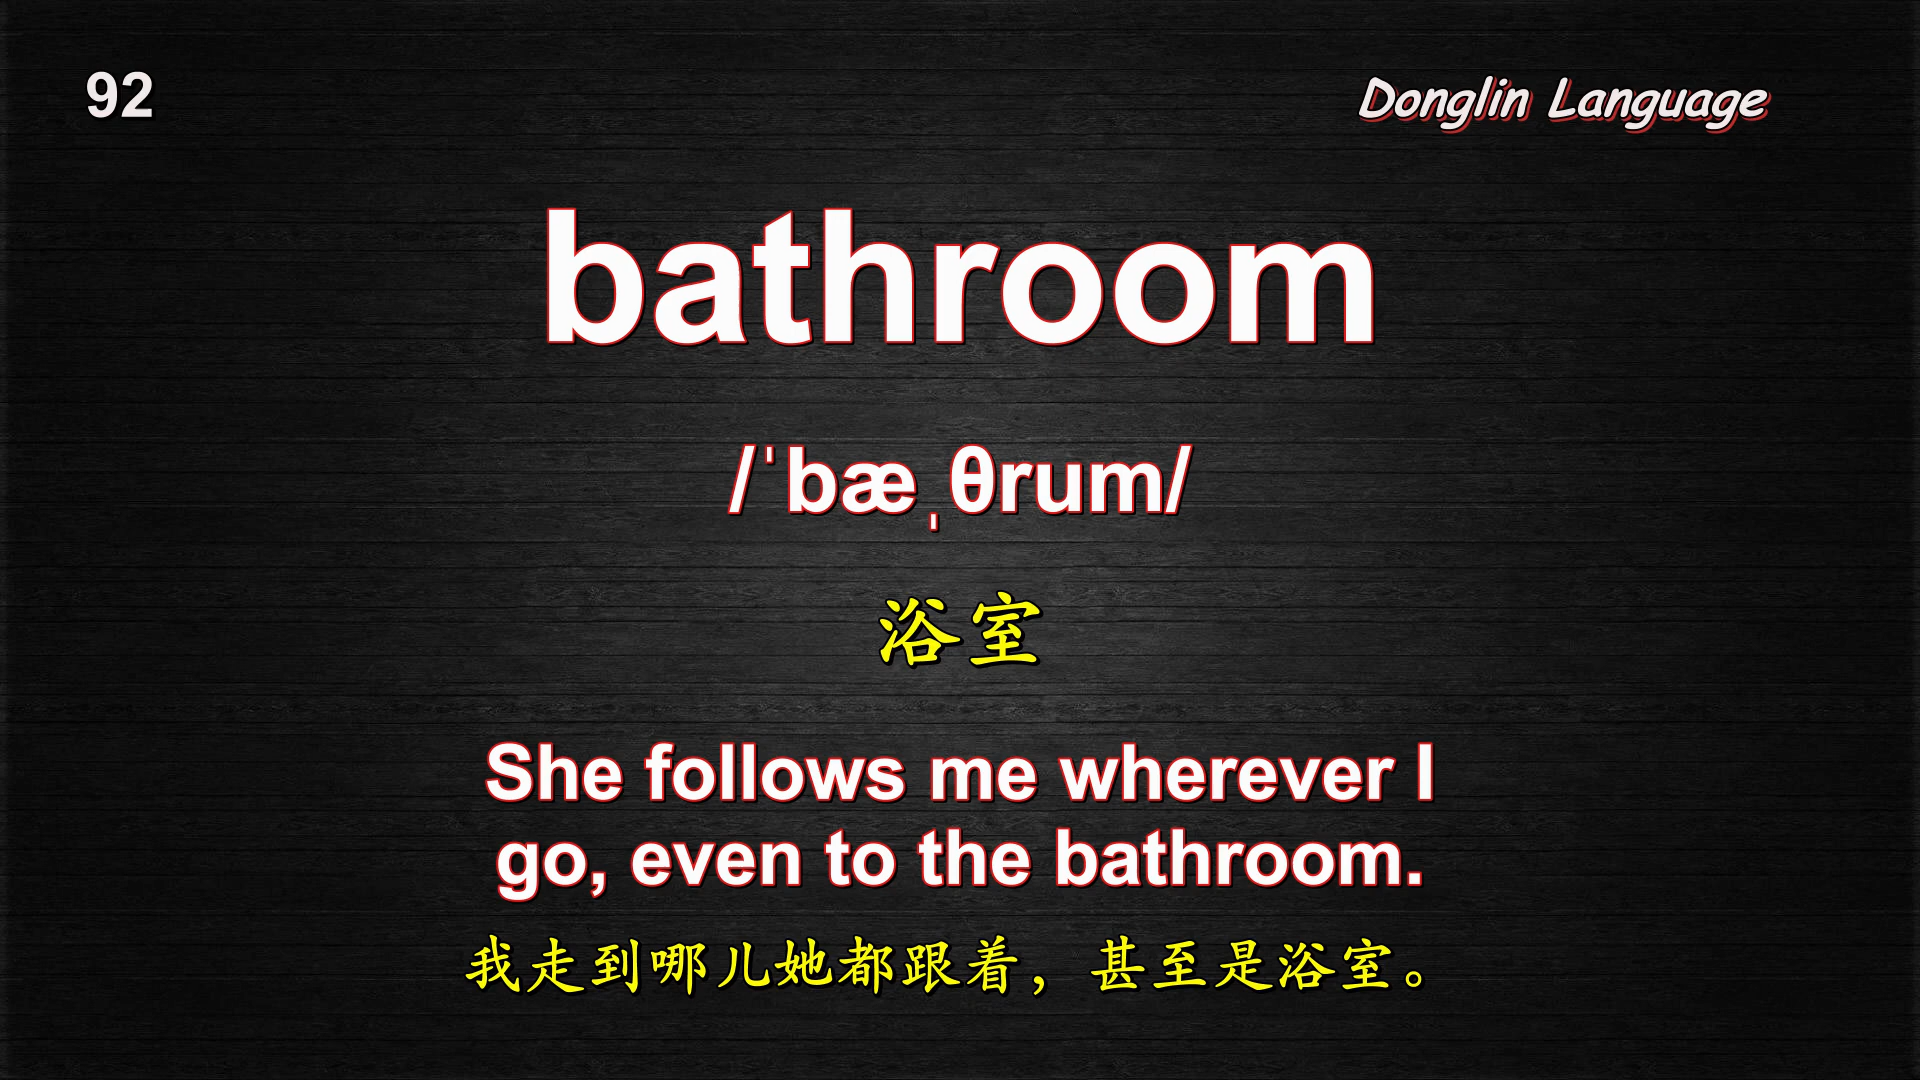 92
Donglin Language
bathroom
/ˈbæˌθrum/
浴室
She follows me wherever I
go, even to the bathroom.
我走到哪儿她都跟着，甚至是浴室。